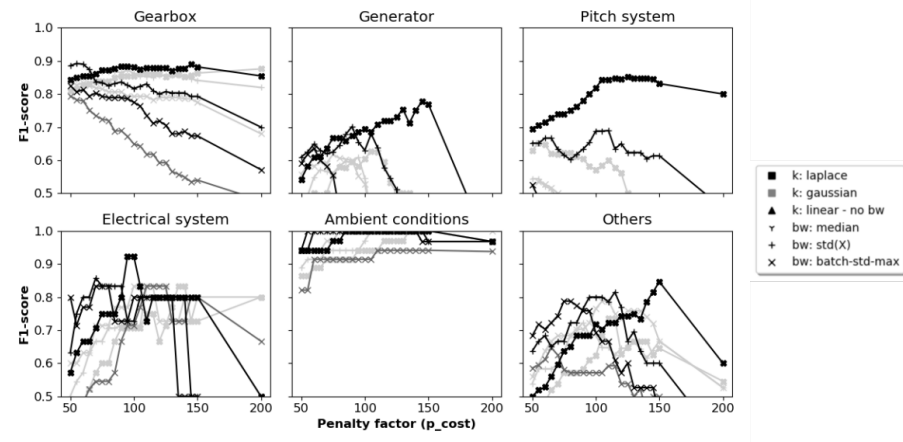 Gearbox
Generator
Pitch system
1.0
0.9
0.8
0.7
0.6
0.5
F1-score
k: laplace
k: gaussian
k: linear - no bw
bw: median
bw: std(X)
bw: batch-std-max
Electrical system
Ambient conditions
Others
1.0
0.9
0.8
0.7
0.6
0.5
F1-score
50 100 150 200
50 100 150 200
50 100 150 200
Penalty factor (p_cost)